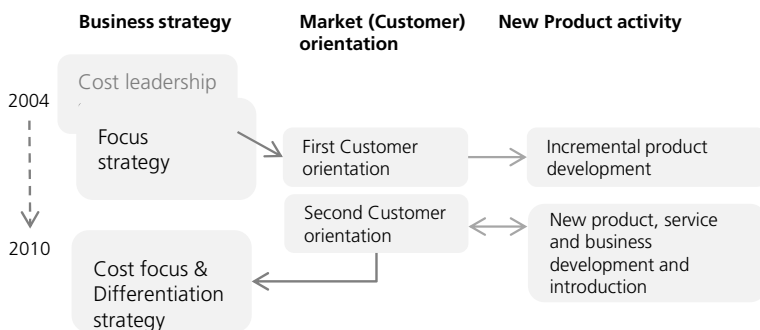 Business strategy
Market (Customer)
orientation
New Product activity
2004
Cost leadership
Focus
strategy
First Customer
orientation
Incremental product
development
Second Customer
orientation
New product, service
and business
development and
introduction
2010
Cost focus &
Differentiation
strategy